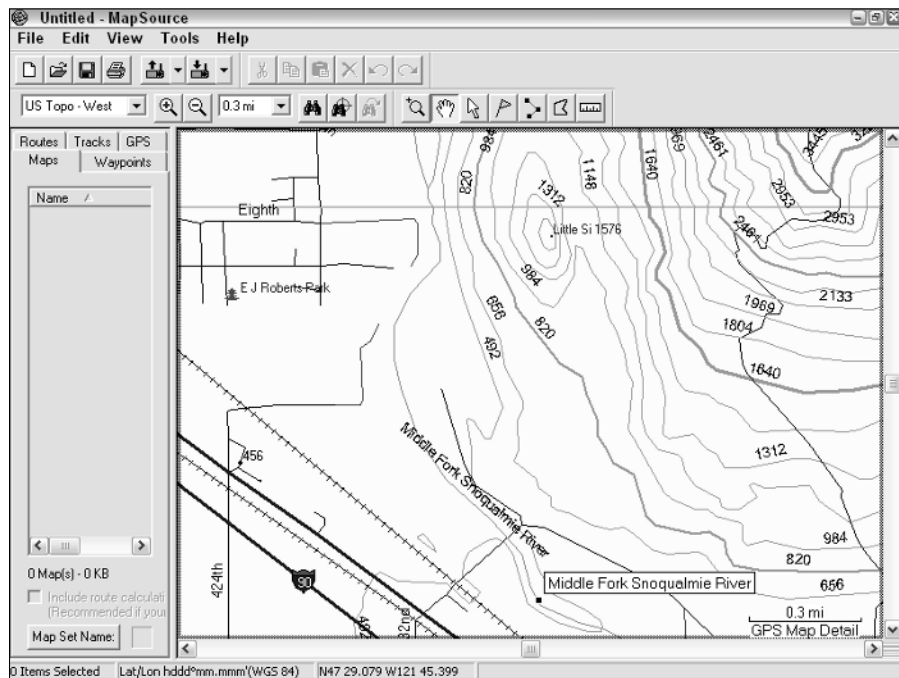 Untitled - MapSource
File Edit View Tools Help
US Topo - West
0.3 mi
Routes Tracks GPS
Maps Waypoints
Name
0 Map(s) - 0 KB
Include route calculati
(Recommended if your
Map Set Name:
984
820
1148
1640
1969
2461
3445
1312
2953
2953
Eighth
2461
Little Si 1576
984
E J Roberts Park
656
820
1969
2133
492
1804
1640
Middle Fork Snoqualmie River
456
1312
984
820
424th
90
Middle Fork Snoqualmie River
656
0.3 mi
GPS Map Detail
0 Items Selected Lat/Lon hddd°mm.mmm'(WGS 84) N47 29.079 W121 45.399